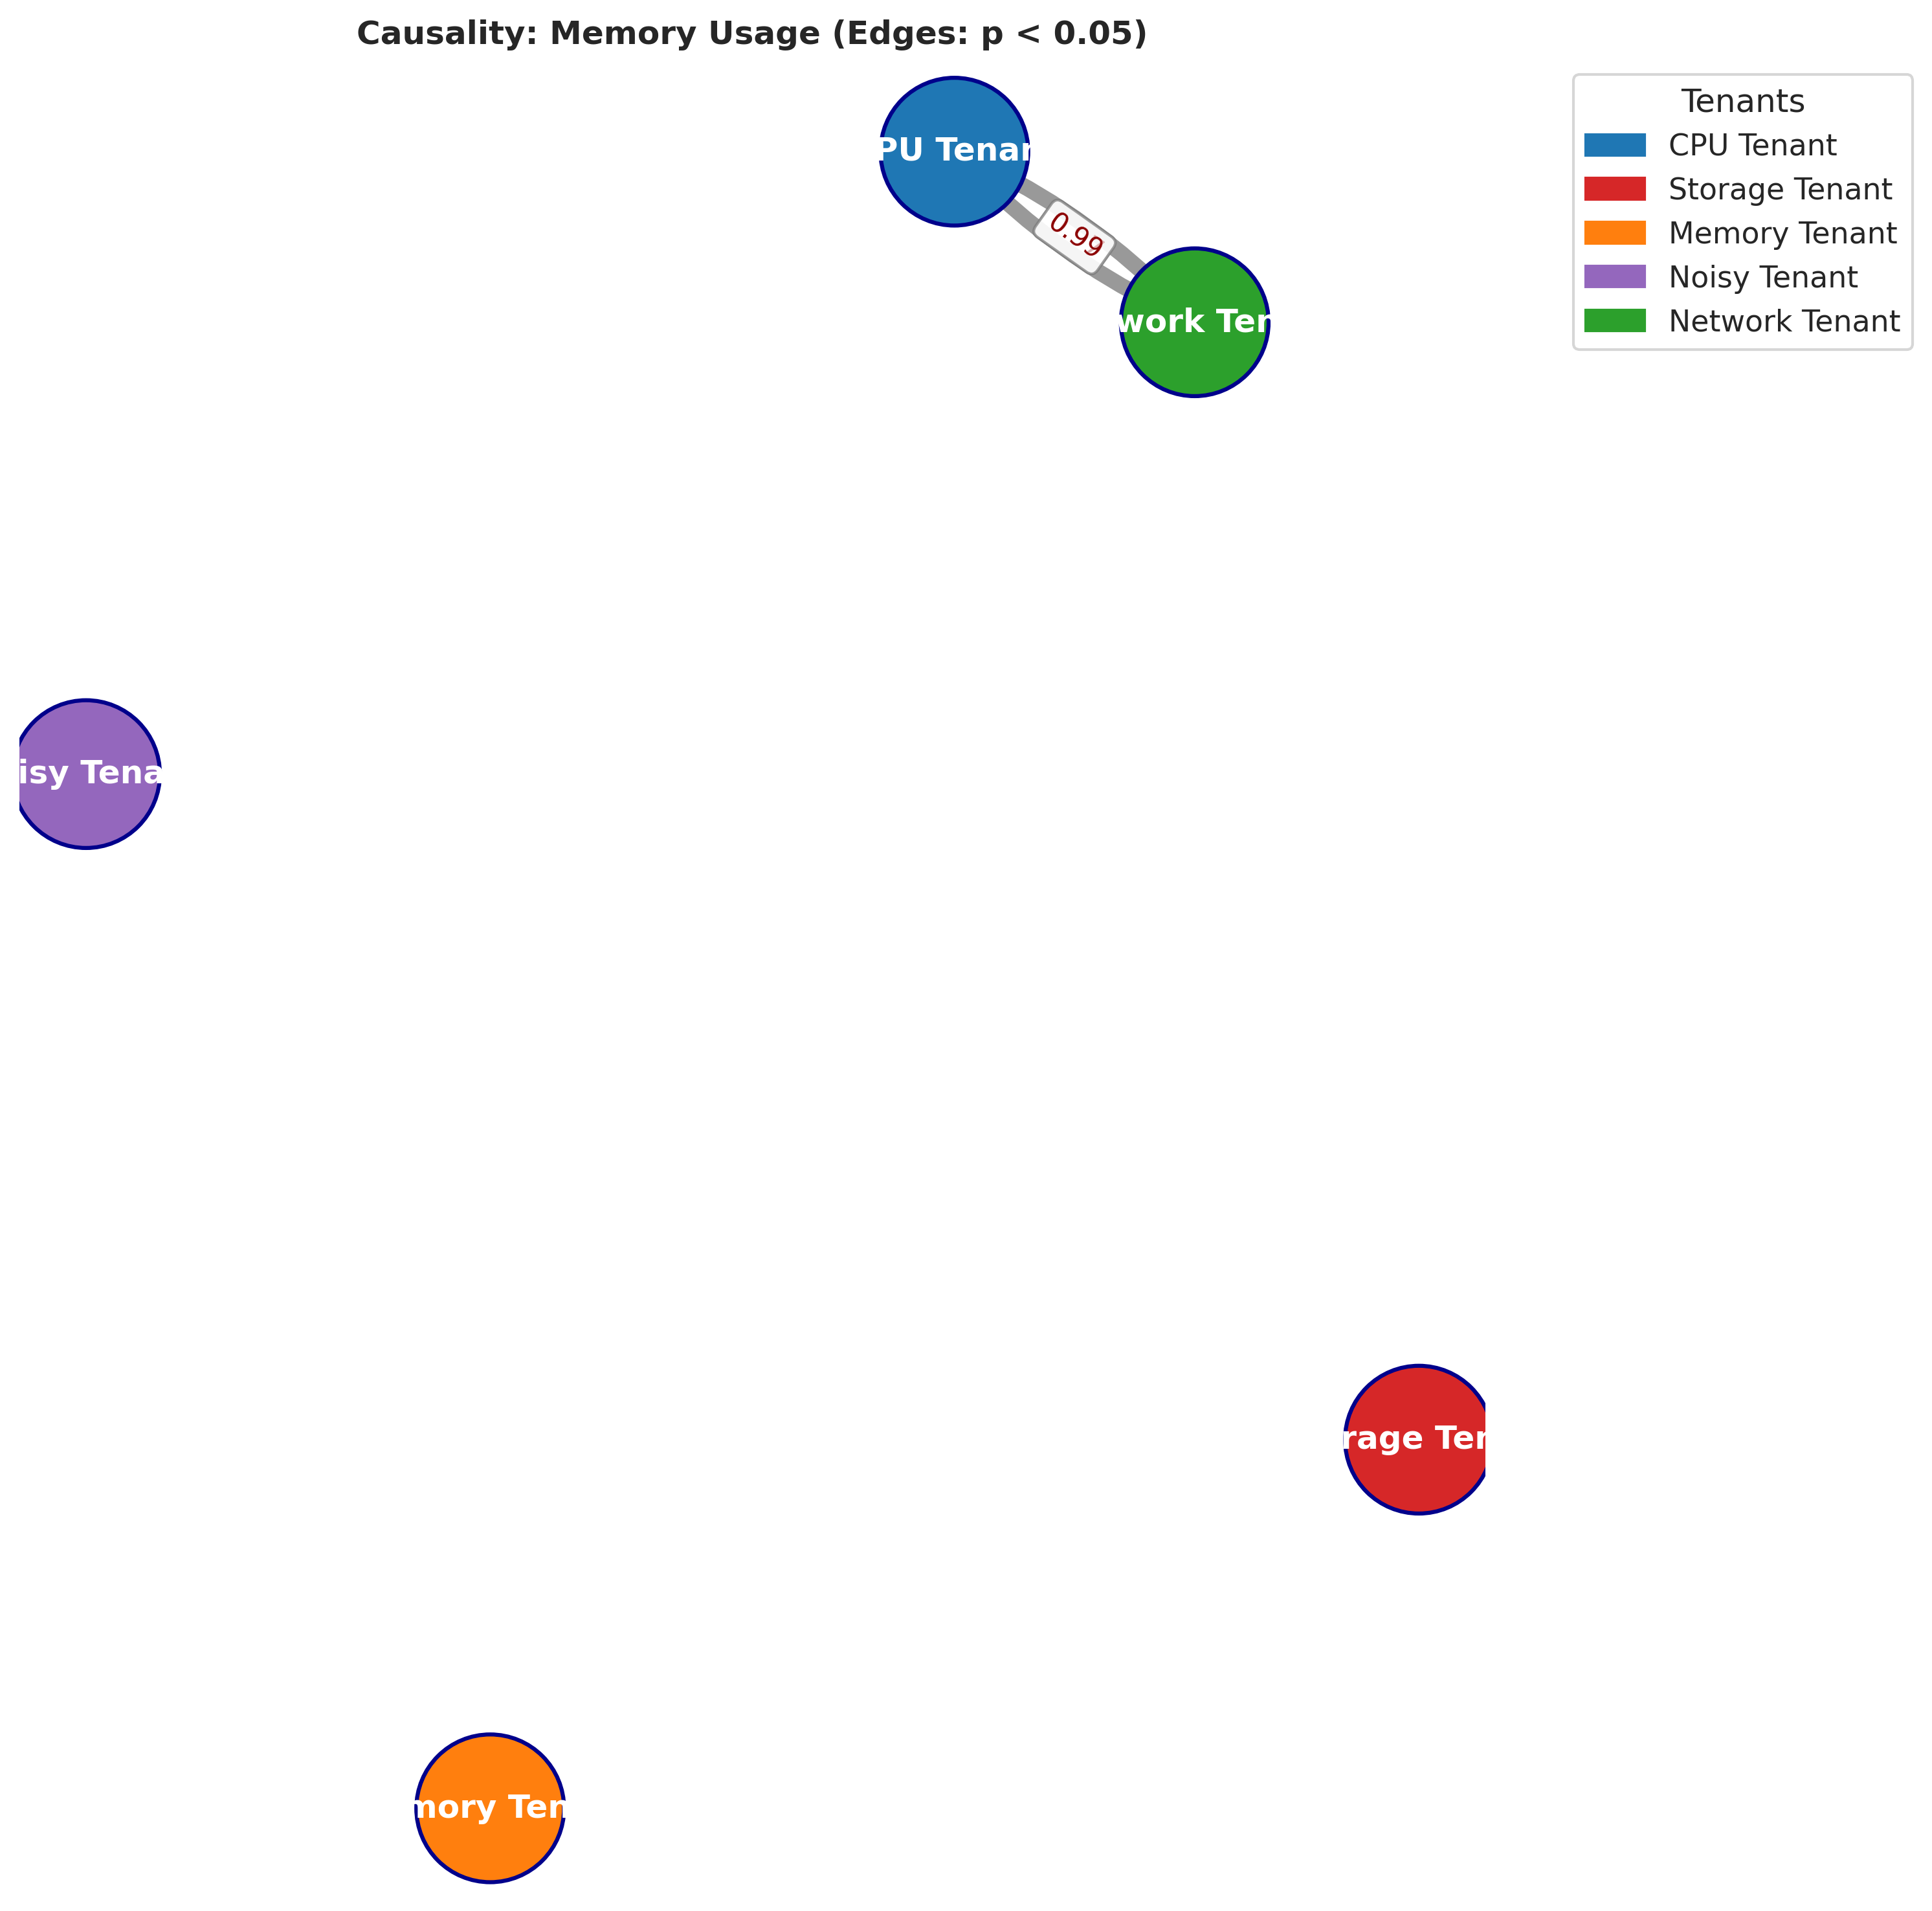 Causality: Memory Usage (Edges: p < 0.05)
Tenants
CPU Tenant
Storage Tenant
Memory Tenant
Noisy Tenant
Network Tenant
PU Tenan
0.99
work Ten
isy Tena
rage Ten
mory Ten